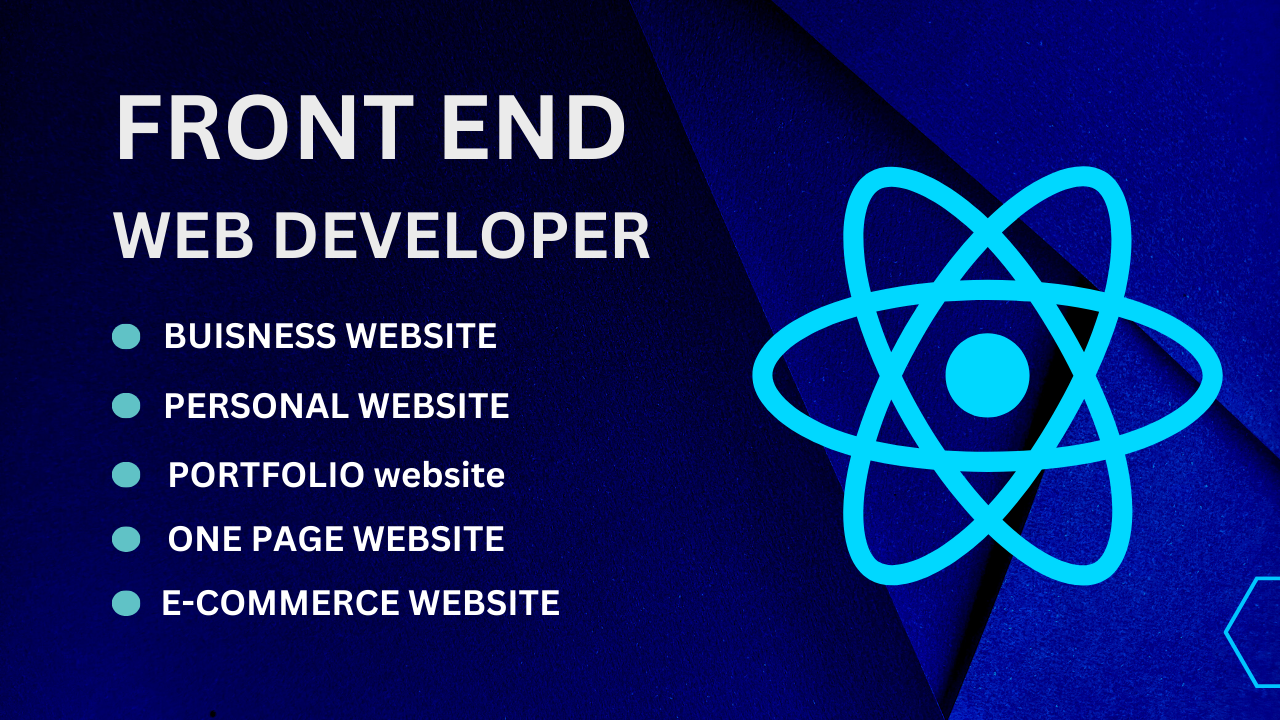 FRONT END
WEB DEVELOPER
BUISNESS WEBSITE
PERSONAL WEBSITE
PORTFOLIO website
ONE PAGE WEBSITE
E-COMMERCE WEBSITE